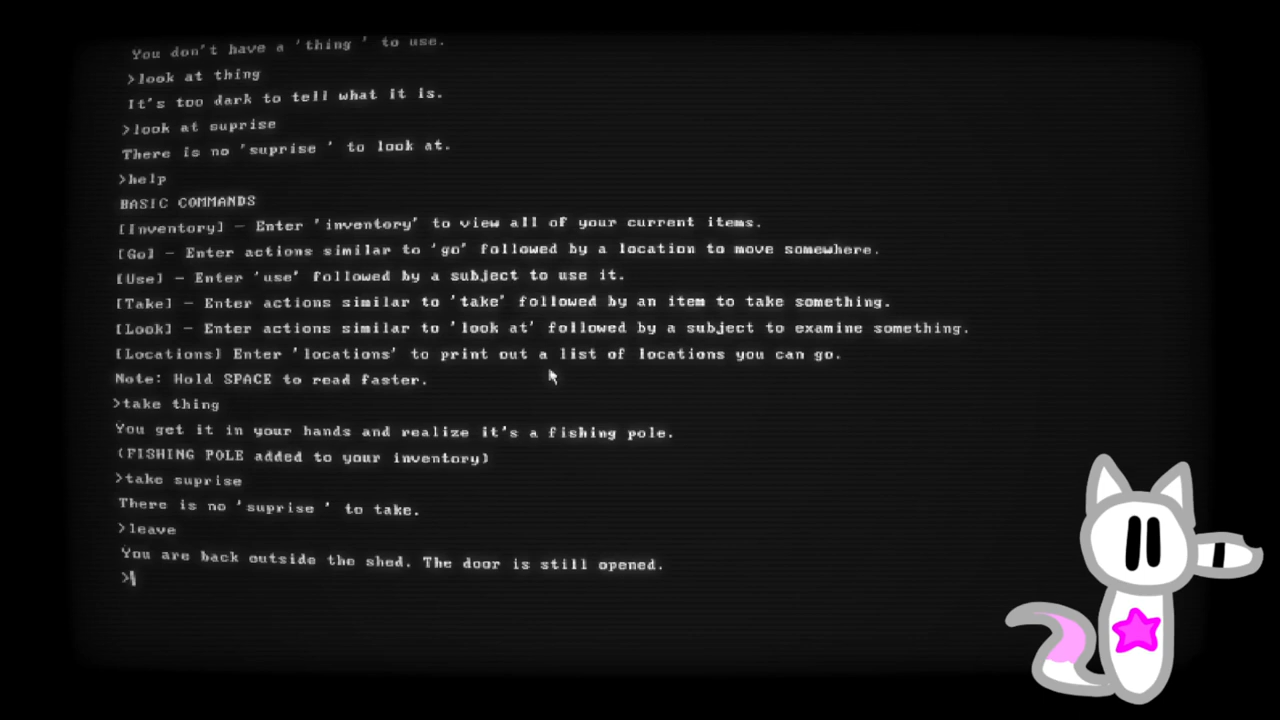 You don't have a 'thing ' to use.
>look at thing
It's too dark to tell what it is.
>look at suprise
There is no 'suprise ' to look at.
>help
BASIC COMMANDS
[Inventory] - Enter 'inventory' to view all of your current items.
[Go] - Enter actions similar to 'go' followed by a location to move somewhere.
[Use] - Enter 'use' followed by a subject to use it.
[Take] - Enter actions similar to 'take' followed by an item to take something.
[Look] - Enter actions similar to 'look at' followed by a subject to examine something.
[Locations] Enter 'locations' to print out a list of locations you can go.
Note: Hold SPACE to read faster.
>take thing
You get it in your hands and realize it's a fishing pole.
(FISHING POLE added to your inventory)
>take suprise
There is no 'suprise ' to take.
>leave
You are back outside the shed. The door is still opened.
>